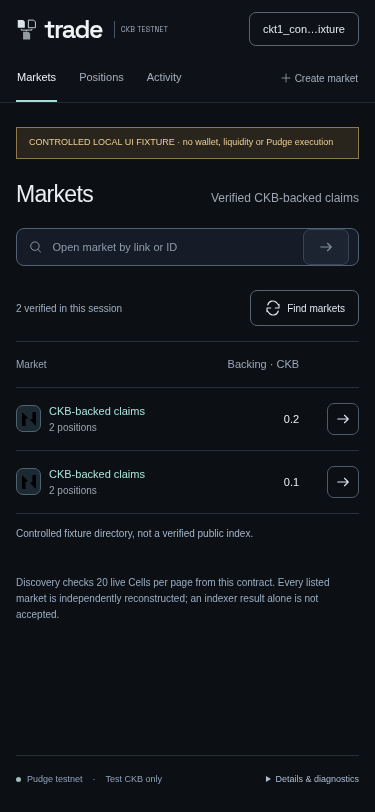 trade
CKB TESTNET
ckt1_con...ixture
Markets
Positions
Activity
Create market
CONTROLLED LOCAL UI FIXTURE · no wallet, liquidity or Pudge execution
Markets
Verified CKB-backed claims
Open market by link or ID
2 verified in this session
Find markets
Market
Backing · CKB
CKB-backed claims
2 positions
0.2
CKB-backed claims
2 positions
0.1
Controlled fixture directory, not a verified public index.
Discovery checks 20 live Cells per page from this contract. Every listed
market is independently reconstructed; an indexer result alone is not
accepted.
Pudge testnet · Test CKB only
Details & diagnostics